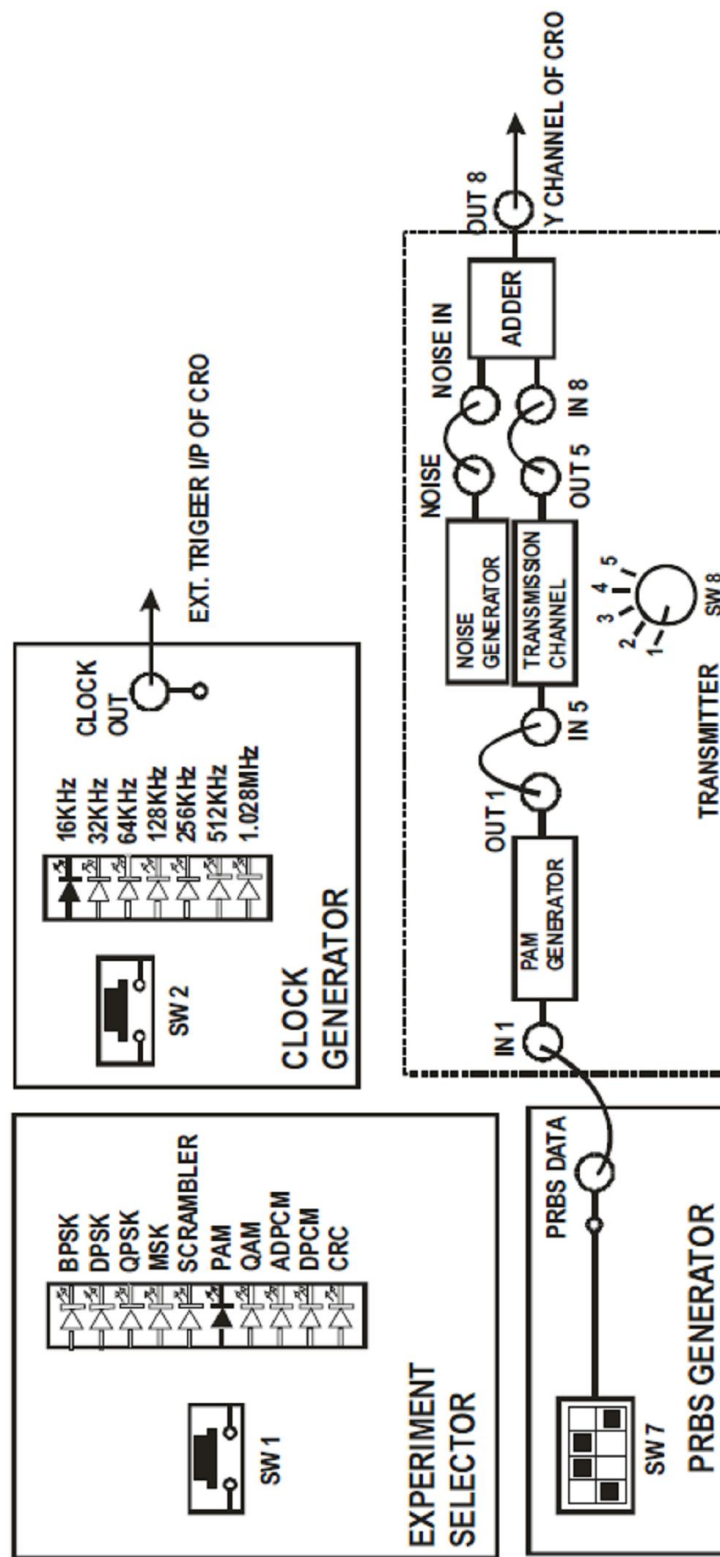 BPSK
DPSK
QPSK
MSK
SCRAMBLER
PAM
QAM
ADPCM
DPCM
CRC
SW 1
EXPERIMENT
SELECTOR
16KHz
32KHz
64KHz
128KHz
256KHz
512KHz
1.028MHz
SW 2
CLOCK
GENERATOR
CLOCK
OUT
EXT. TRIGEER I/P OF CRO
PRBS DATA
SW 7
PRBS GENERATOR
IN 1
PAM
GENERATOR
OUT 1
IN 5
NOISE
GENERATOR
TRANSMISSION
CHANNEL
NOISE
OUT 5
NOISE IN
IN 8
ADDER
OUT 8
Y CHANNEL OF CRO
1
2
3
4
5
SW 8
TRANSMITTER